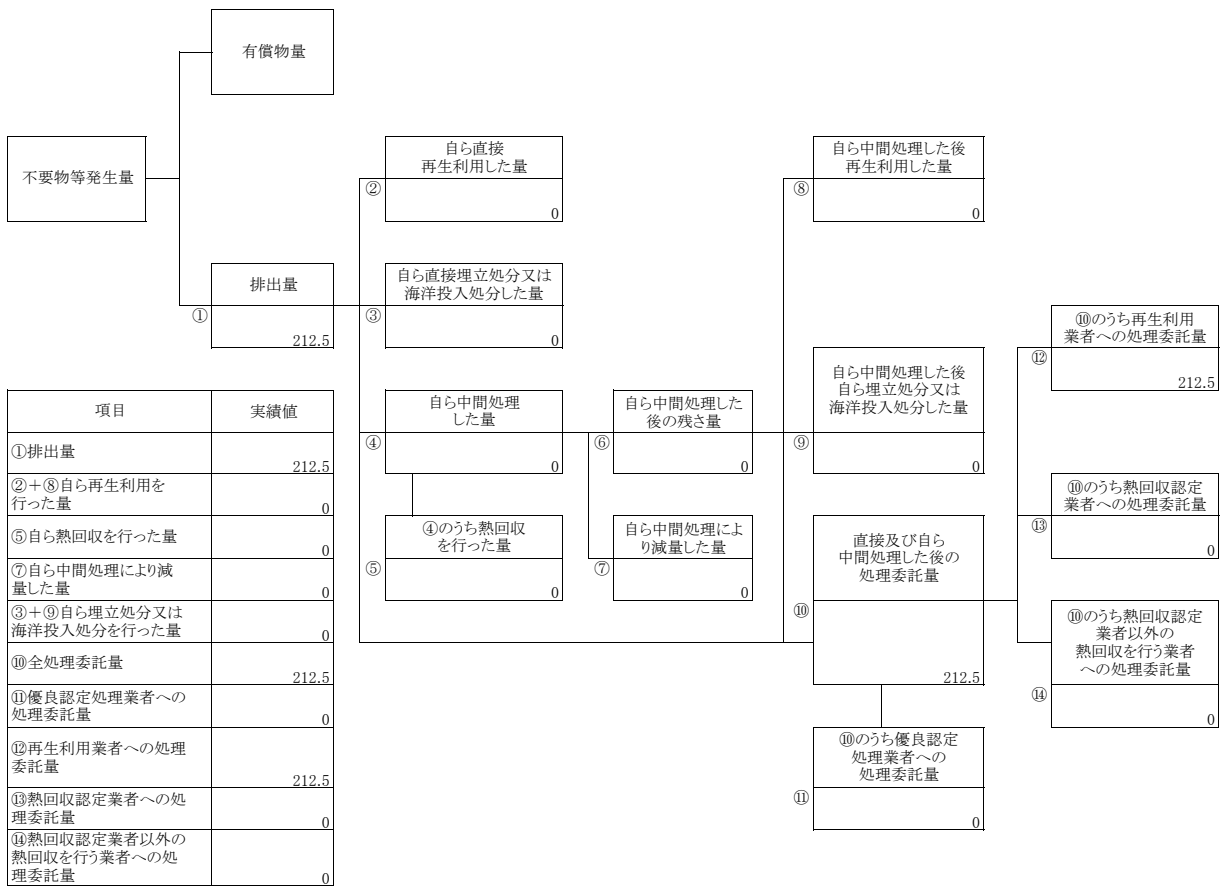 有償物量
不要物等発生量
排出量
①
212.5
自ら直接
再生利用した量
②
0
自ら直接埋立処分又は
海洋投入処分した量
③
0
自ら中間処理
した量
④
0
④のうち熱回収
を行った量
⑤
0
自ら中間処理した
後の残さ量
⑥
0
自ら中間処理によ
り減量した量
⑦
0
自ら中間処理した後
再生利用した量
⑧
0
自ら中間処理した後
自ら埋立処分又は
海洋投入処分した量
⑨
0
直接及び自ら
中間処理した後の
処理委託量
⑩
212.5
⑩のうち優良認定
処理業者への
処理委託量
⑪
0
⑩のうち再生利用
業者への処理委託量
⑫
212.5
⑩のうち熱回収認定
業者への処理委託量
⑬
0
⑩のうち熱回収認定
業者以外の
熱回収を行う業者
への処理委託量
⑭
0
項目 実績値
①排出量
212.5
②+⑧自ら再生利用を
行った量
0
⑤自ら熱回収を行った量
0
⑦自ら中間処理により減
量した量
0
③+⑨自ら埋立処分又は
海洋投入処分を行った量
0
⑩全処理委託量
212.5
⑪優良認定処理業者への
処理委託量
0
⑫再生利用業者への処理
委託量
212.5
⑬熱回収認定業者への処
理委託量
0
⑭熱回収認定業者以外の
熱回収を行う業者への処
理委託量
0